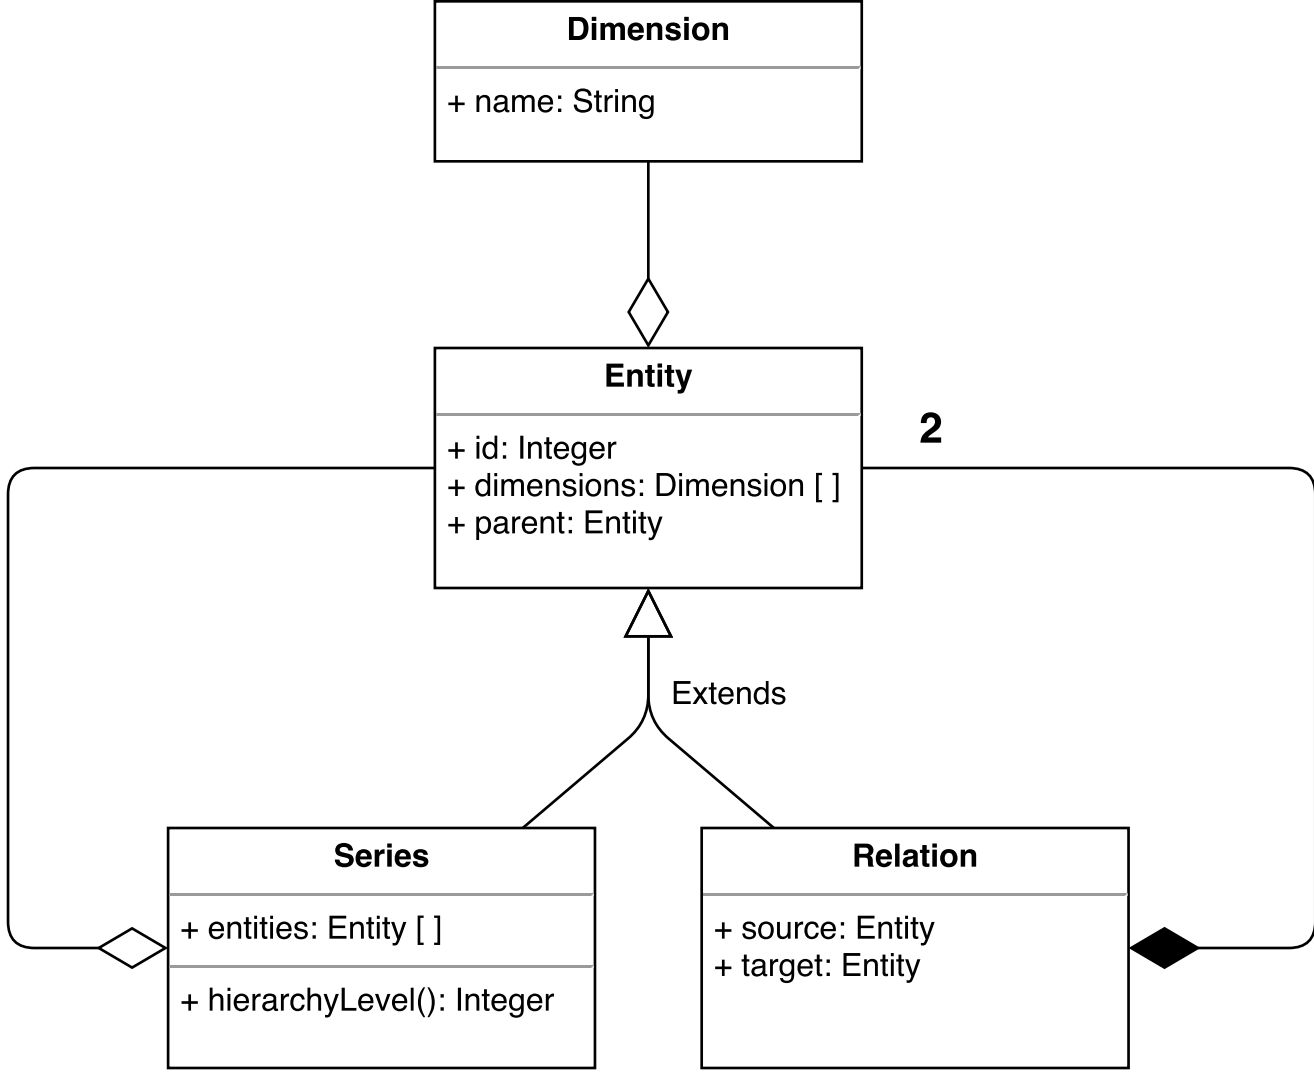 Dimension
+ name: String
Entity
2
+ id: Integer
+ dimensions: Dimension [ ]
+ parent: Entity
Extends
Series
+ entities: Entity [ ]
+ hierarchyLevel(): Integer
Relation
+ source: Entity
+ target: Entity